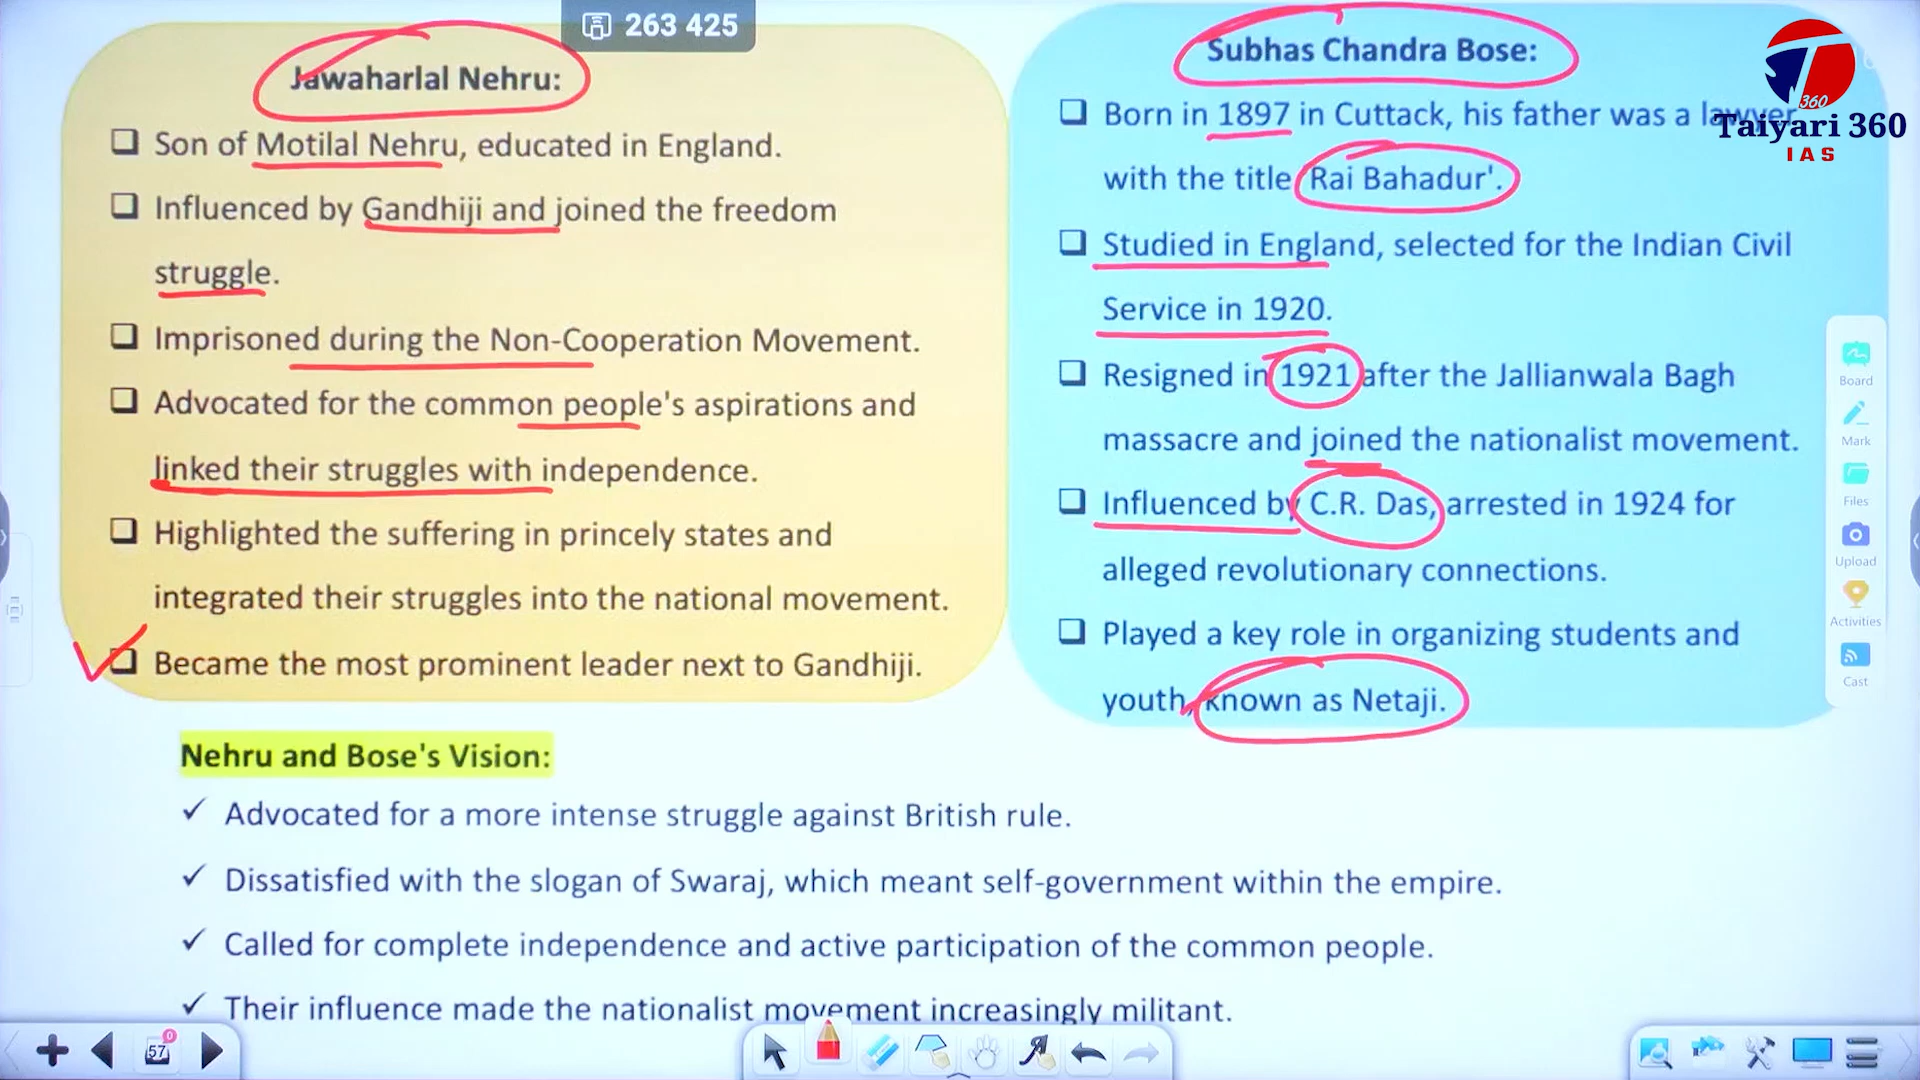 263 425
Jawaharlal Nehru:
Son of Motilal Nehru, educated in England.
Influenced by Gandhiji and joined the freedom
struggle.
Imprisoned during the Non-Cooperation Movement.
Advocated for the common people's aspirations and
linked their struggles with independence.
Highlighted the suffering in princely states and
integrated their struggles into the national movement.
Became the most prominent leader next to Gandhiji.
Subhas Chandra Bose:
Born in 1897 in Cuttack, his father was a lawyer
with the title 'Rai Bahadur'.
Studied in England, selected for the Indian Civil
Service in 1920.
Resigned in 1921 after the Jallianwala Bagh
massacre and joined the nationalist movement.
Influenced by C.R. Das, arrested in 1924 for
alleged revolutionary connections.
Played a key role in organizing students and
youth, known as Netaji.
Nehru and Bose's Vision:
✓ Advocated for a more intense struggle against British rule.
✓ Dissatisfied with the slogan of Swaraj, which meant self-government within the empire.
✓ Called for complete independence and active participation of the common people.
✓ Their influence made the nationalist movement increasingly militant.
T
360
Taiyari 360
IAS
Board
Mark
Files
Upload
Activities
Cast
57
0